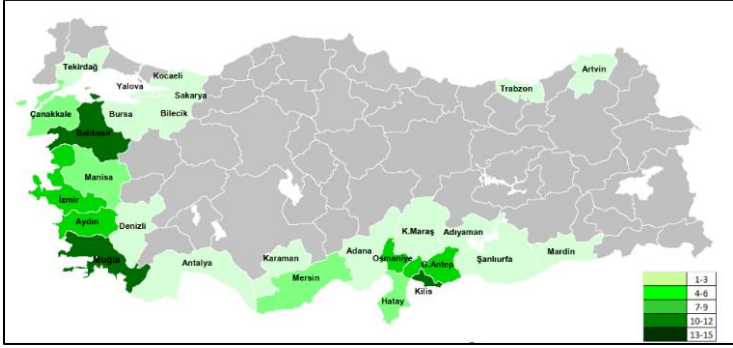 Tekirdağ
Kocaeli
Yalova
Sakarya
Çanakkale
Bursa
Bilecik
Balıkesir
Manisa
İzmir
Aydın
Denizli
Muğla
Antalya
Karaman
Mersin
Adana
K.Maraş
Adıyaman
Osmaniye
G.Antep
Şanlıurfa
Mardin
Kilis
Hatay
Trabzon
Artvin
1-3
4-6
7-9
10-12
13-15